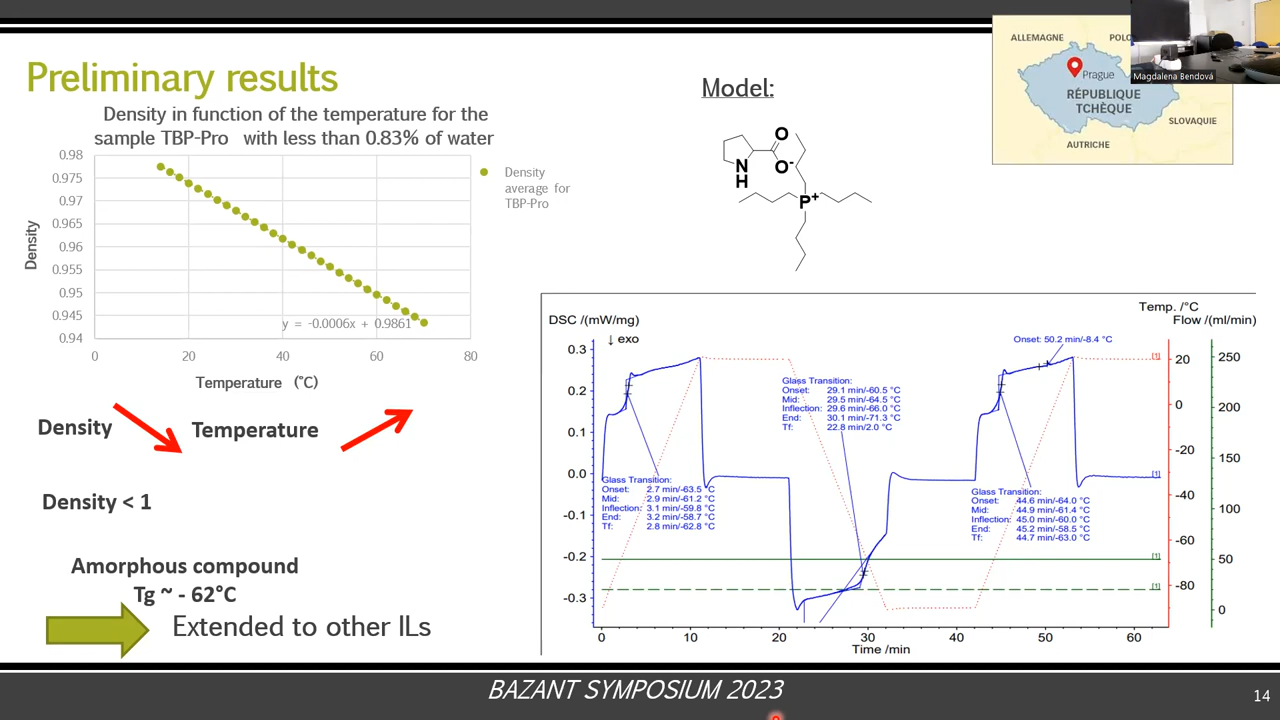 Preliminary results
Density in function of the temperature for the
sample TBP-Pro with less than 0.83% of water
0.98
0.975
0.97
0.965
0.96
0.955
0.95
0.945
0.94
Density
0
20
40
60
80
Temperature (°C)
y = -0.0006x + 0.9861
Density
average for
TBP-Pro
Density
Temperature
Density < 1
Amorphous compound
Tg ~ - 62°C
Extended to other ILs
Model:
O
N
H
O-
P+
ALLEMAGNE
POLO
Prague
RÉPUBLIQUE
TCHÈQUE
SLOVAQUIE
AUTRICHE
Magdalena Bendová
DSC /(mW/mg)
↓ exo
Temp. /°C
Flow /(ml/min)
0.3
0.2
0.1
0.0
-0.1
-0.2
-0.3
Glass Transition:
Onset: 2.7 min/-63.5 °C
Mid: 2.9 min/-61.2 °C
Inflection: 3.1 min/-59.8 °C
End: 3.2 min/-58.7 °C
Tf: 2.8 min/-62.8 °C
Glass Transition:
Onset: 29.1 min/-60.5 °C
Mid: 29.5 min/-64.5 °C
Inflection: 29.6 min/-66.0 °C
End: 30.1 min/-71.3 °C
Tf: 22.8 min/2.0 °C
Onset: 50.2 min/-8.4 °C
Glass Transition:
Onset: 44.6 min/-64.0 °C
Mid: 44.9 min/-61.4 °C
Inflection: 45.0 min/-60.0 °C
End: 45.2 min/-58.5 °C
Tf: 44.7 min/-63.0 °C
[1]
[1]
[1]
[1]
20
0
-20
-40
-60
-80
250
200
150
100
50
0
0
10
20
30
40
50
60
Time /min
BAZANT SYMPOSIUM 2023
14